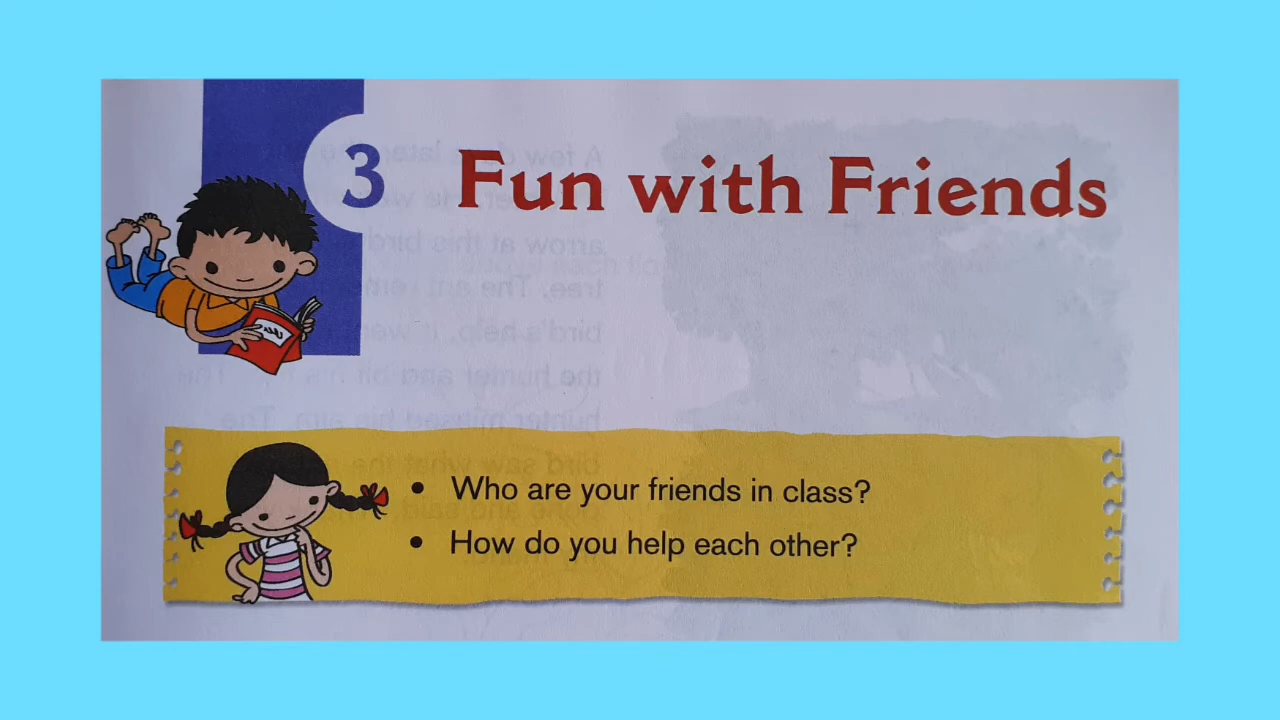 3 Fun with Friends
• Who are your friends in class?
• How do you help each other?